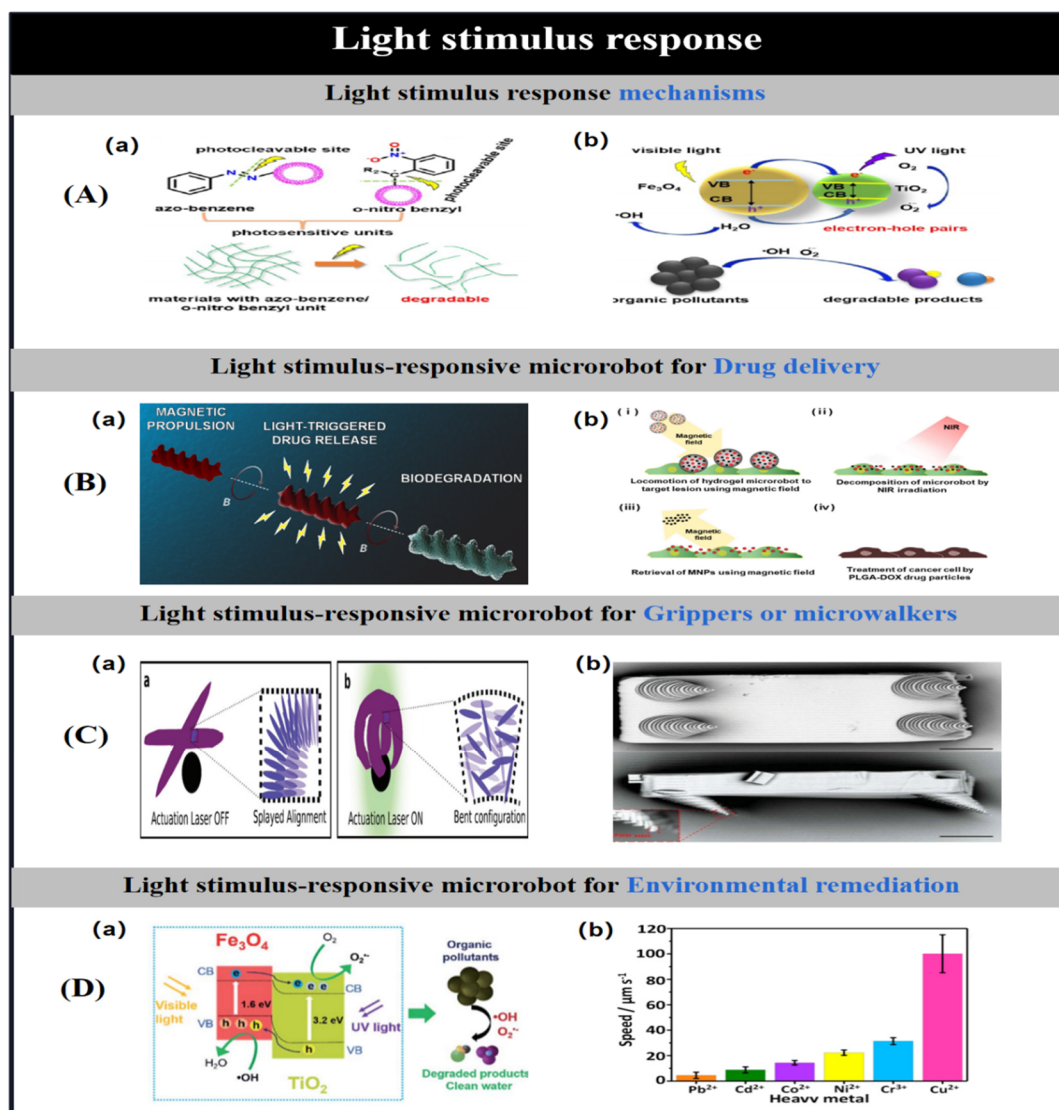 Light stimulus response
Light stimulus response mechanisms
(A)
(a)
photocleavable site
N
N
azo-benzene
O
N⁺
⁻O
R₂
C
photocleavable site
o-nitro benzyl
photosensitive units
materials with azo-benzene/
o-nitro benzyl unit
degradable
(b)
visible light
UV light
e⁻
e⁻
O₂
Fe₃O₄
VB
CB
VB
CB
TiO₂
h⁺
h⁺
O₂⁻
•OH
H₂O
electron-hole pairs
•OH O₂⁻
organic pollutants
degradable products
Light stimulus-responsive microrobot for Drug delivery
(B)
(a)
MAGNETIC
PROPULSION
LIGHT-TRIGGERED
DRUG RELEASE
BIODEGRADATION
B
B
(b)
(i)
Magnetic
field
Locomotion of hydrogel microrobot to
target lesion using magnetic field
(ii)
NIR
Decomposition of microrobot by
NIR irradiation
(iii)
Magnetic
field
Retrieval of MNPs using magnetic field
(iv)
Treatment of cancer cell by
PLGA-DOX drug particles
Light stimulus-responsive microrobot for Grippers or microwalkers
(C)
(a)
a
Actuation Laser OFF
Splayed Alignment
b
Actuation Laser ON
Bent configuration
(b)
Light stimulus-responsive microrobot for Environmental remediation
(D)
(a)
Fe₃O₄
O₂
O₂•⁻
CB
e
e e e
CB
Visible
light
1.6 eV
3.2 eV
UV light
VB
h h h
h
VB
H₂O
•OH
TiO₂
Organic
pollutants
•OH
O₂•⁻
Degraded products
Clean water
(b)
Speed / µm s⁻¹
120
100
80
60
40
20
0
Pb²⁺ Cd²⁺ Co²⁺ Ni²⁺ Cr³⁺ Cu²⁺
Heavy metal